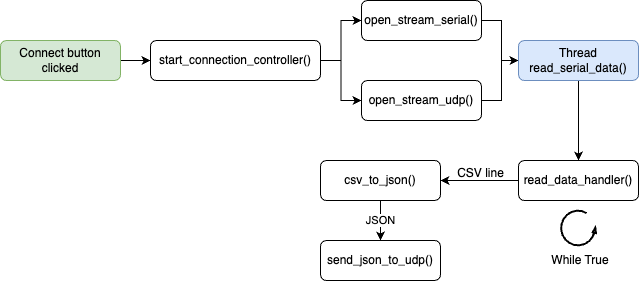 Connect button
clicked
start_connection_controller()
open_stream_serial()
open_stream_udp()
Thread
read_serial_data()
read_data_handler()
While True
CSV line
csv_to_json()
JSON
send_json_to_udp()